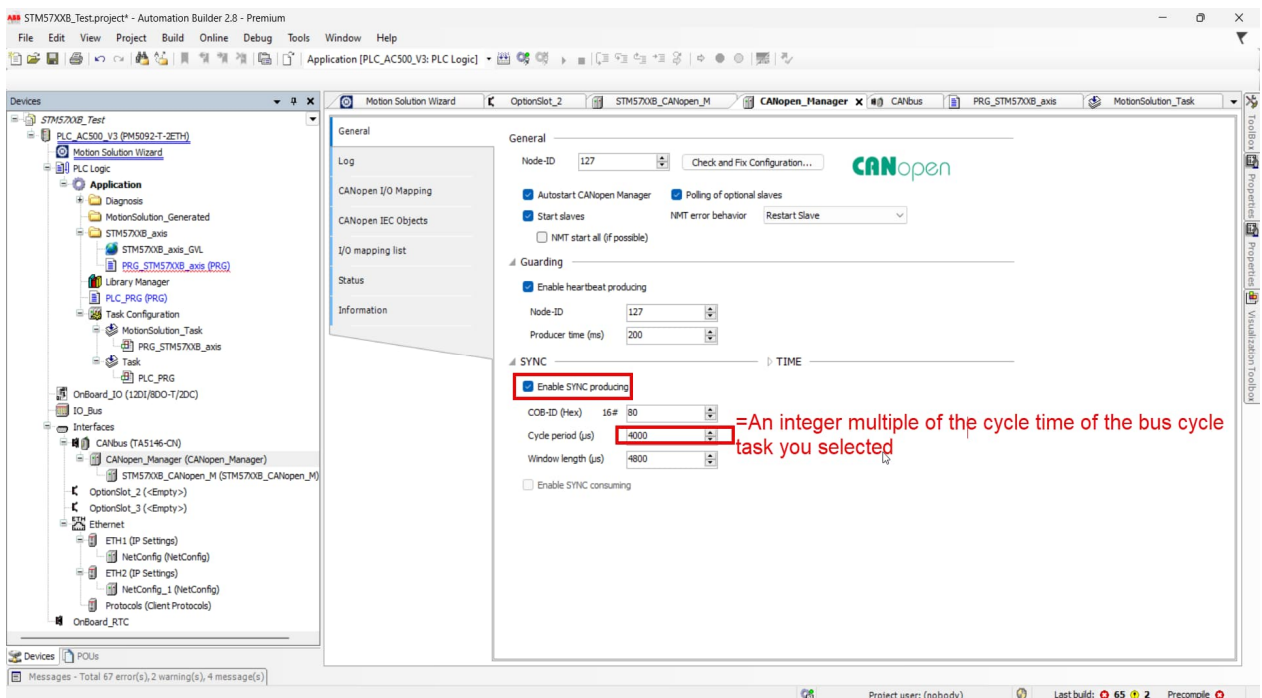 STM57XXB_Test.project* - Automation Builder 2.8 - Premium
File Edit View Project Build Online Debug Tools Window Help
Application [PLC_AC500_V3: PLC Logic]
Devices
STM57XXB_Test
PLC_AC500_V3 (PM5092-T-2ETH)
Motion Solution Wizard
PLC Logic
Application
Diagnosis
MotionSolution_Generated
STM57XXB_axis
STM57XXB_axis_GVL
PRG_STM57XXB_axis (PRG)
Library Manager
PLC_PRG (PRG)
Task Configuration
MotionSolution_Task
PRG_STM57XXB_axis
Task
PLC_PRG
OnBoard_IO (12DI/8DO-T/2DC)
IO_Bus
Interfaces
CANbus (TA5146-CN)
CANopen_Manager (CANopen_Manager)
STM57XXB_CANopen_M (STM57XXB_CANopen_M)
OptionSlot_2 (<Empty>)
OptionSlot_3 (<Empty>)
Ethernet
ETH1 (IP Settings)
NetConfig (NetConfig)
ETH2 (IP Settings)
NetConfig_1 (NetConfig)
Protocols (Client Protocols)
OnBoard_RTC
Devices POUs
Motion Solution Wizard OptionSlot_2 STM57XXB_CANopen_M CANopen_Manager CANbus PRG_STM57XXB_axis MotionSolution_Task
General
Log
CANopen I/O Mapping
CANopen IEC Objects
I/O mapping list
Status
Information
General
Node-ID 127 Check and Fix Configuration... CANopen
Autostart CANopen Manager Polling of optional slaves
Start slaves NMT error behavior Restart Slave
NMT start all (if possible)
Guarding
Enable heartbeat producing
Node-ID 127
Producer time (ms) 200
SYNC TIME
Enable SYNC producing
COB-ID (Hex) 16# 80
Cycle period (µs) 4000
Window length (µs) 4800
Enable SYNC consuming
=An integer multiple of the cycle time of the bus cycle
task you selected
ToolBox
Properties
Properties
Visualization Toolbox
Messages - Total 67 error(s), 2 warning(s), 4 message(s)
Project user: (nobody) Last build: 65 2 Precompile